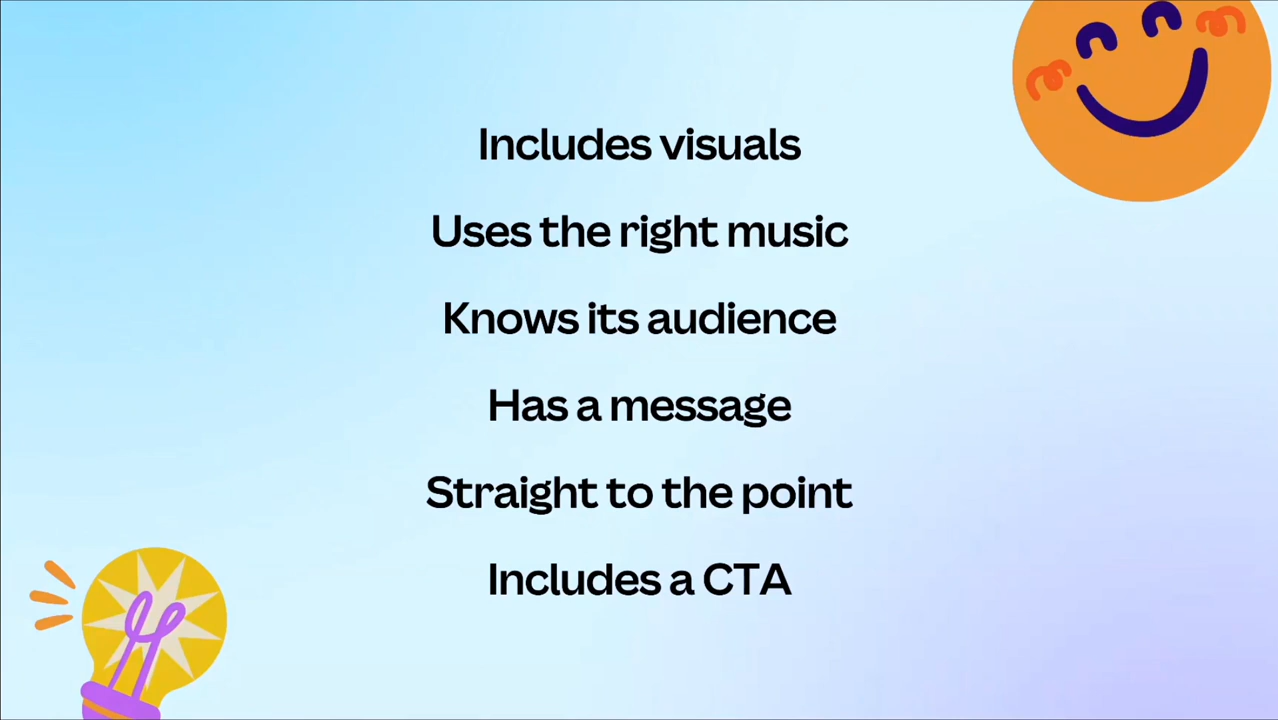 Includes visuals
Uses the right music
Knows its audience
Has a message
Straight to the point
Includes a CTA